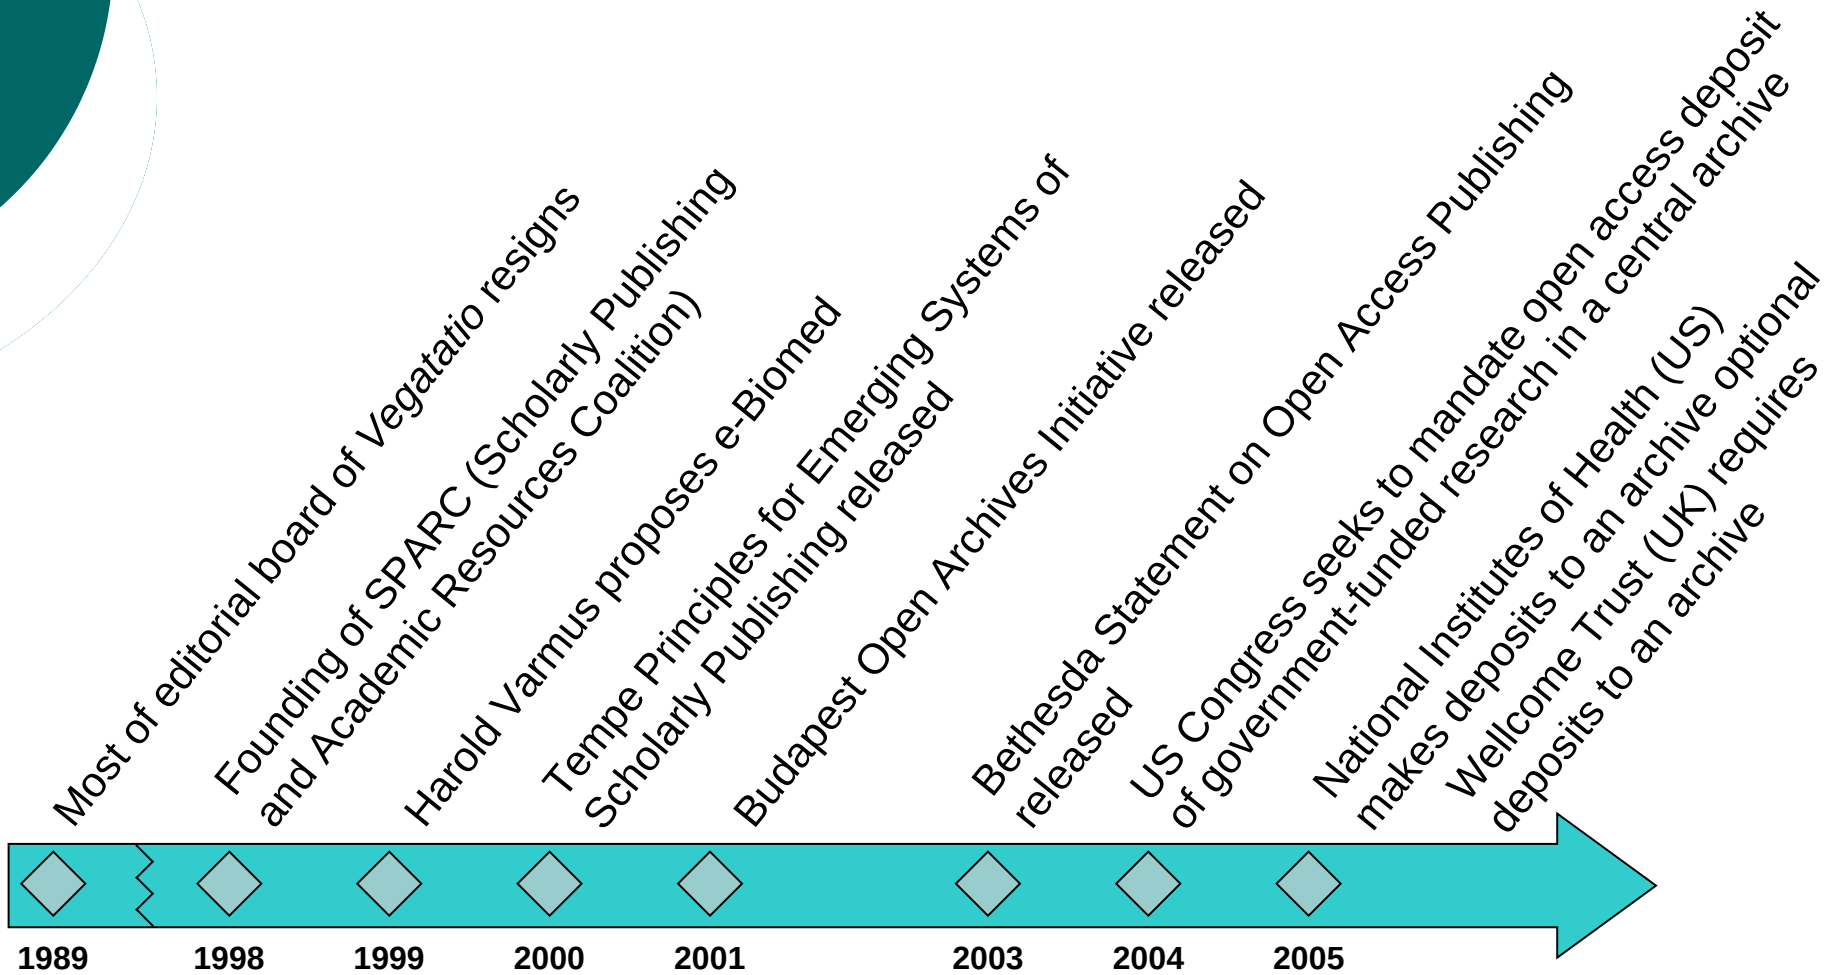 Most of editorial board of Vegatatio resigns
Founding of SPARC (Scholarly Publishing
and Academic Resources Coalition)
Harold Varmus proposes e-Biomed
Tempe Principles for Emerging Systems of
Scholarly Publishing released
Budapest Open Archives Initiative released
Bethesda Statement on Open Access Publishing
released
US Congress seeks to mandate open access deposit
of government-funded research in a central archive
National Institutes of Health (US)
makes deposits to an archive optional
Wellcome Trust (UK) requires
deposits to an archive
1989
1998
1999
2000
2001
2003
2004
2005